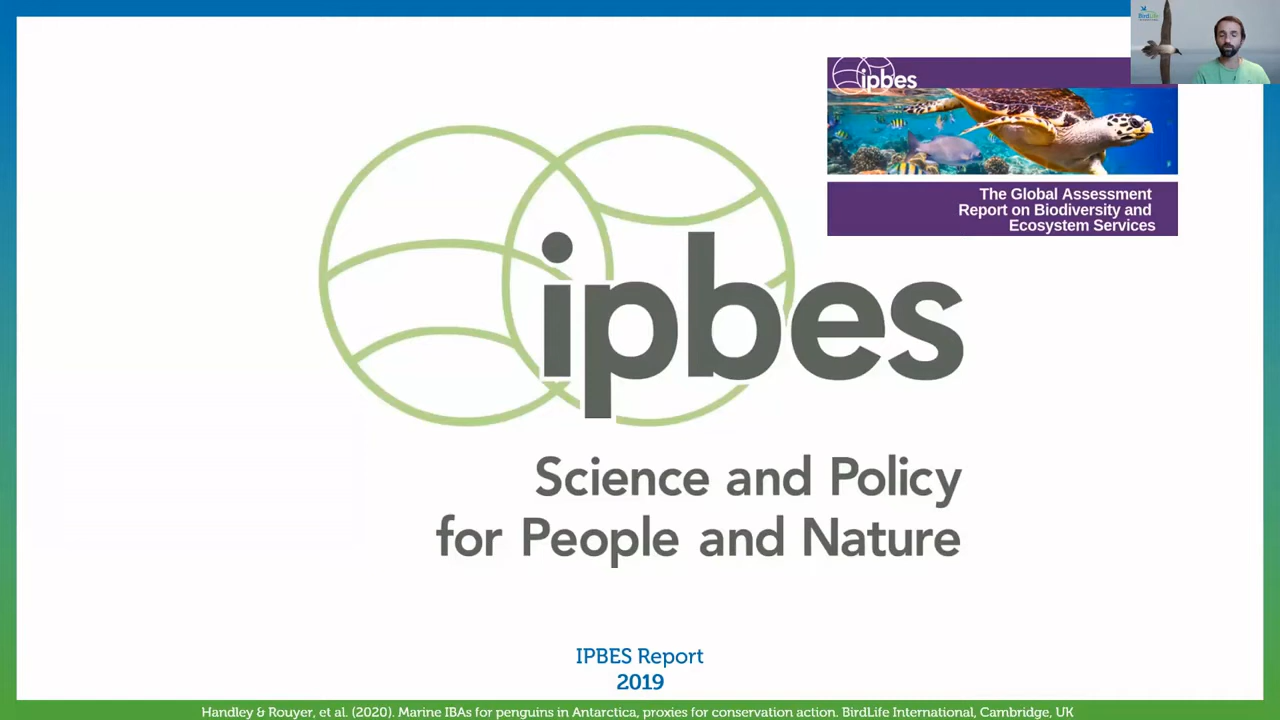 BirdLife
ipbes
The Global Assessment
Report on Biodiversity and
Ecosystem Services
ipbes
Science and Policy
for People and Nature
IPBES Report
2019
Handley & Rouyer, et al. (2020). Marine IBAs for penguins in Antarctica, proxies for conservation action. BirdLife International, Cambridge, UK